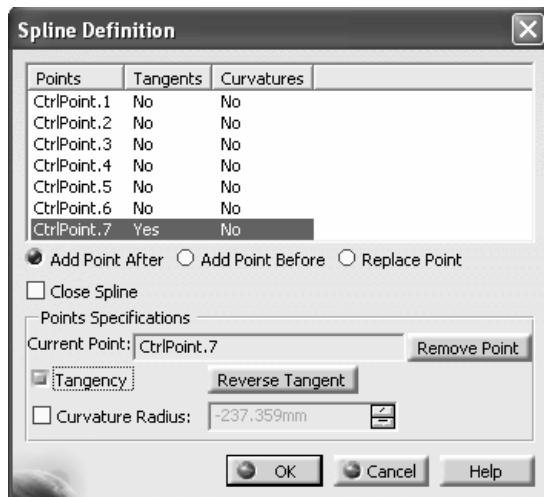 Spline Definition
Points Tangents Curvatures
CtrlPoint.1 No No
CtrlPoint.2 No No
CtrlPoint.3 No No
CtrlPoint.4 No No
CtrlPoint.5 No No
CtrlPoint.6 No No
CtrlPoint.7 Yes No
Add Point After Add Point Before Replace Point
Close Spline
Points Specifications
Current Point: CtrlPoint.7 Remove Point
Tangency Reverse Tangent
Curvature Radius: -237.359mm
OK Cancel Help